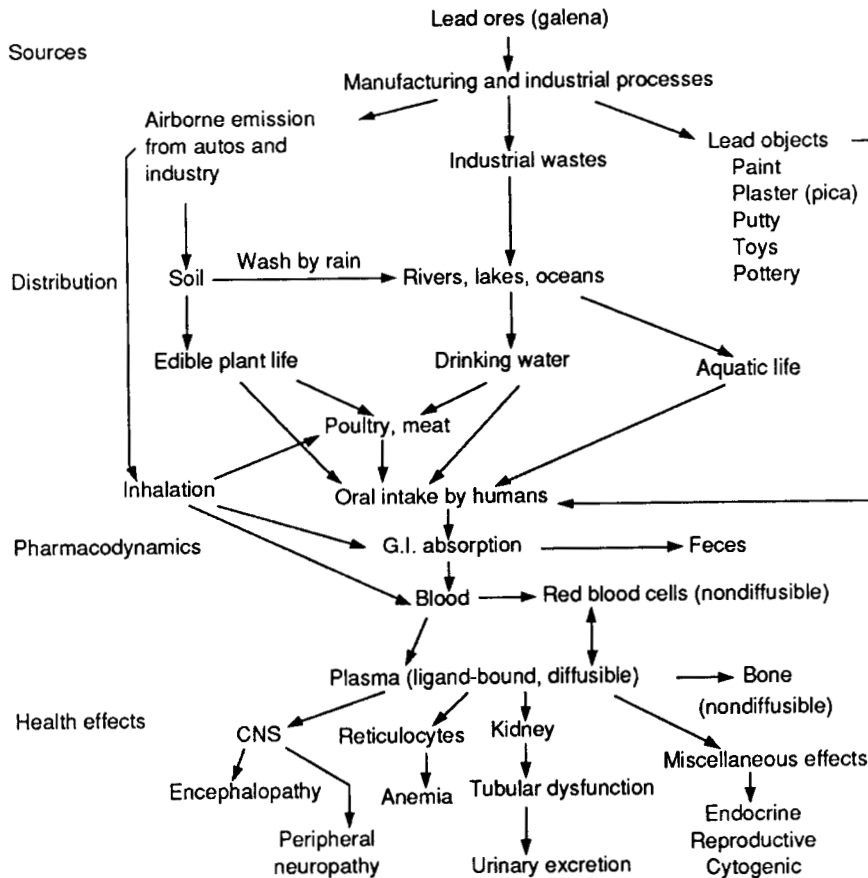 Lead ores (galena)
Sources
Manufacturing and industrial processes
Airborne emission
from autos and
industry
Industrial wastes
Lead objects
Paint
Plaster (pica)
Putty
Toys
Pottery
Distribution
Soil
Wash by rain
Rivers, lakes, oceans
Edible plant life
Drinking water
Aquatic life
Poultry, meat
Inhalation
Oral intake by humans
Pharmacodynamics
G.I. absorption
Feces
Blood
Red blood cells (nondiffusible)
Plasma (ligand-bound, diffusible)
Bone
(nondiffusible)
Health effects
CNS
Reticulocytes
Kidney
Miscellaneous effects
Encephalopathy
Anemia
Tubular dysfunction
Endocrine
Reproductive
Cytogenic
Peripheral
neuropathy
Urinary excretion